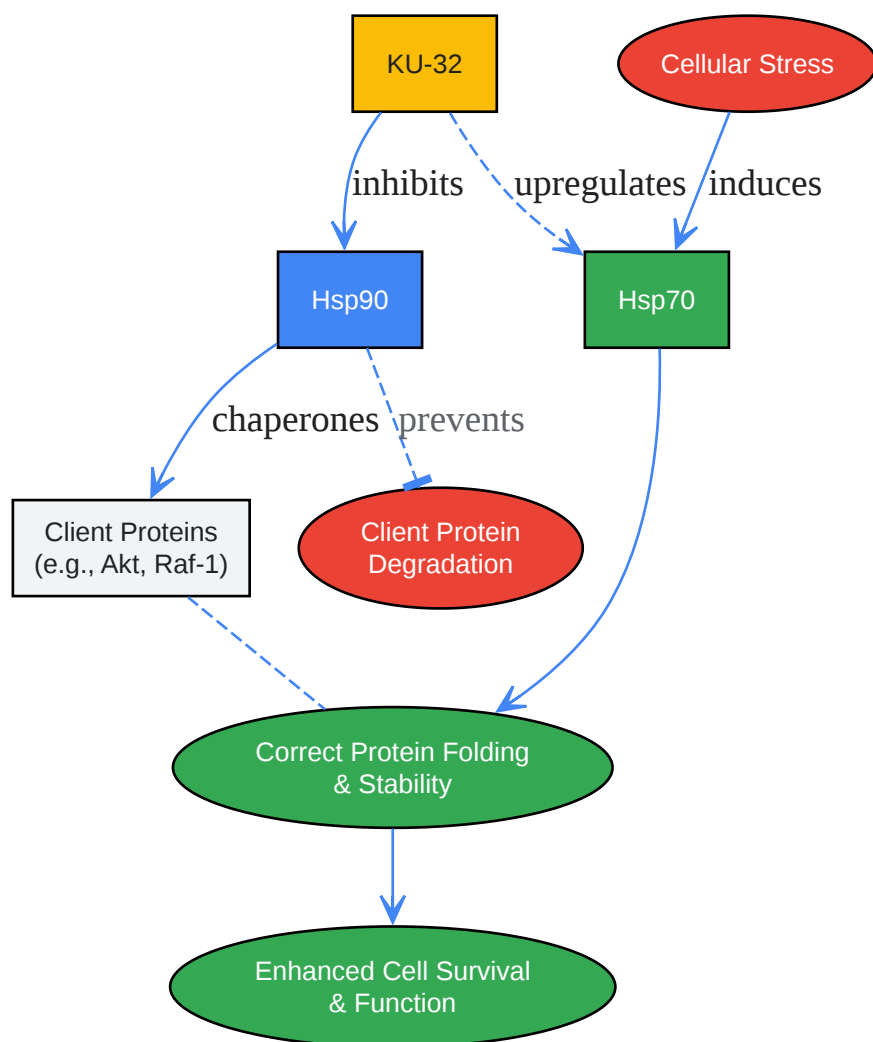 KU-32
Cellular Stress
inhibits
upregulates
induces
Hsp90
Hsp70
chaperones
prevents
Client Proteins
(e.g., Akt, Raf-1)
Client Protein
Degradation
Correct Protein Folding
& Stability
Enhanced Cell Survival
& Function